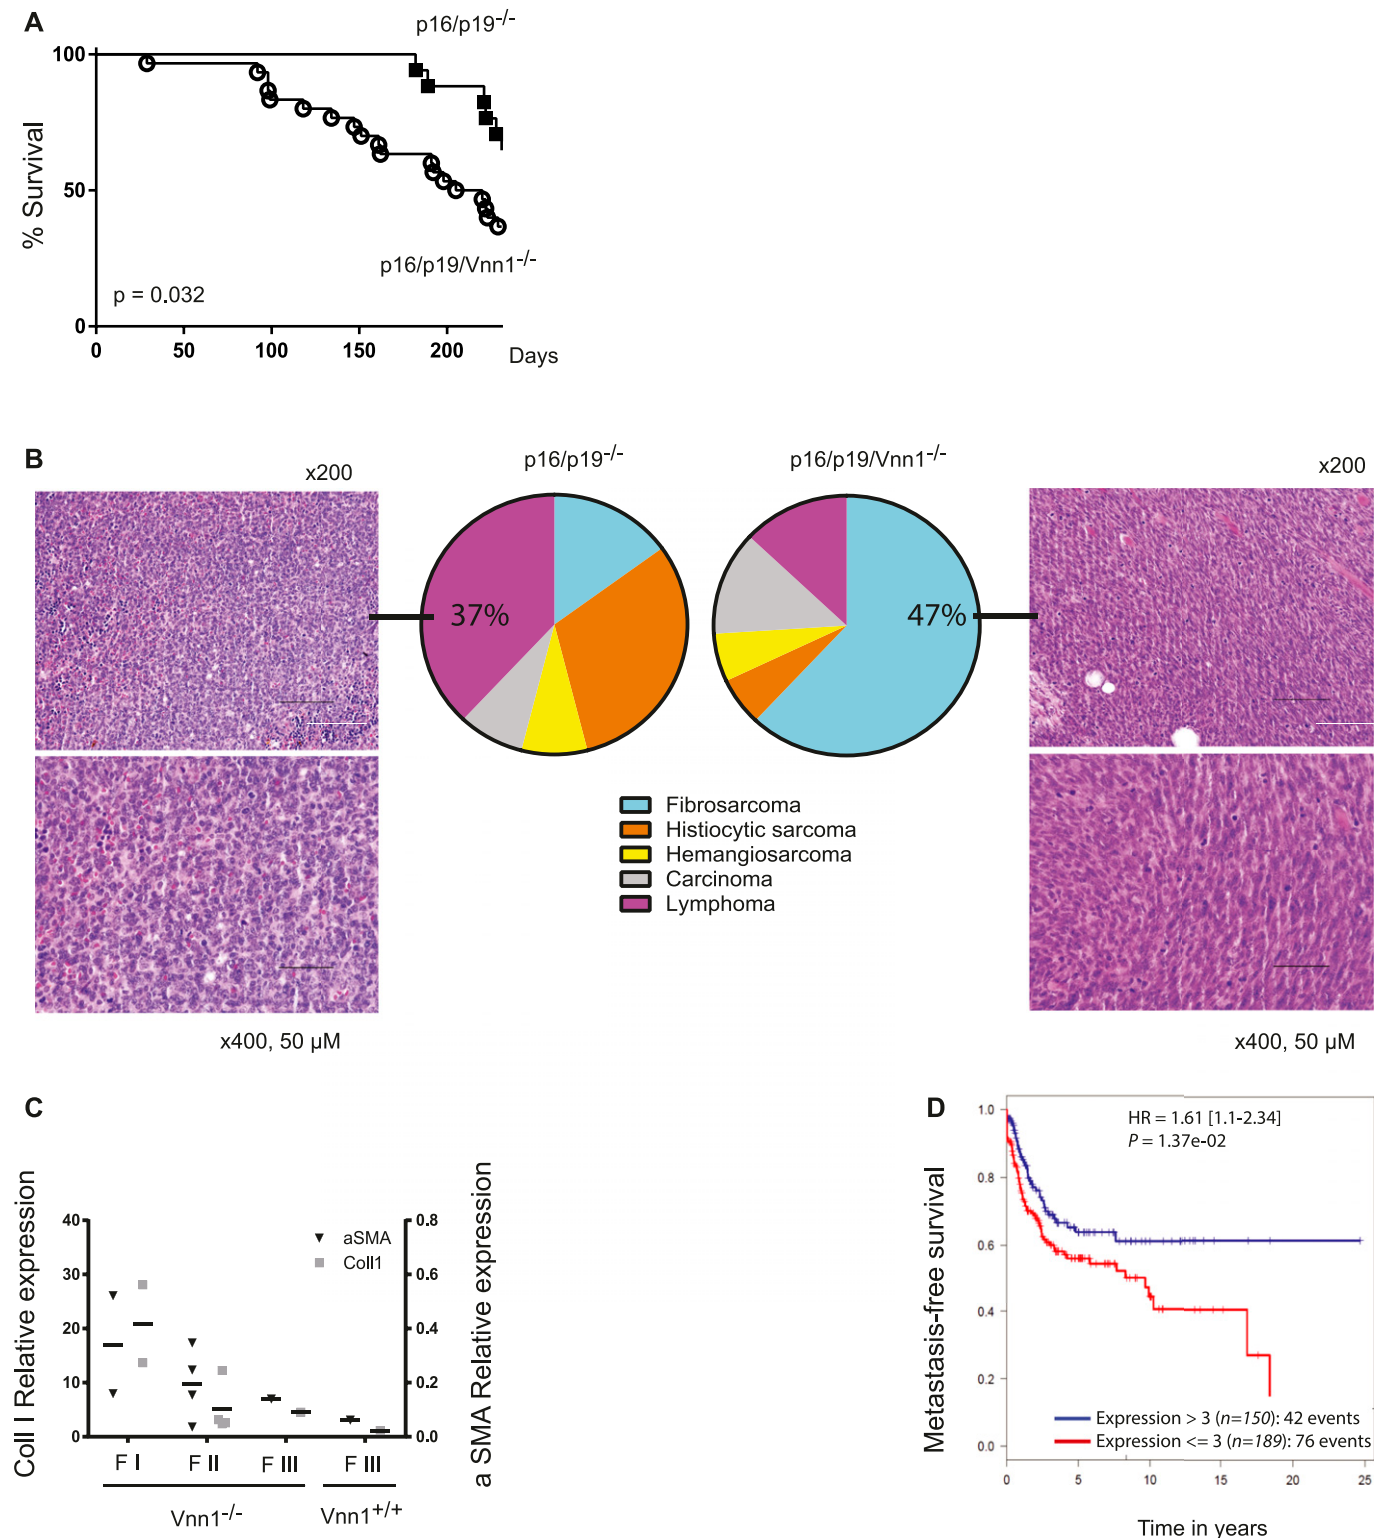 A
p16/p19-/-
100
50
0
% Survival
p16/p19/Vnn1-/-
p = 0.032
0 50 100 150 200 Days
B
x200
p16/p19-/-
p16/p19/Vnn1-/-
x200
37%
47%
Fibrosarcoma
Histiocytic sarcoma
Hemangiosarcoma
Carcinoma
Lymphoma
x400, 50 µM
x400, 50 µM
C
Coll I Relative expression
40
30
20
10
0
aSMA
Coll1
0.8
0.6
0.4
0.2
0.0
a SMA Relative expression
F I F II F III F III
Vnn1-/- Vnn1+/+
D
Metastasis-free survival
1.0
0.8
0.6
0.4
0.2
0.0
HR = 1.61 [1.1-2.34]
P = 1.37e-02
Expression > 3 (n=150): 42 events
Expression <= 3 (n=189): 76 events
0 5 10 15 20 25
Time in years